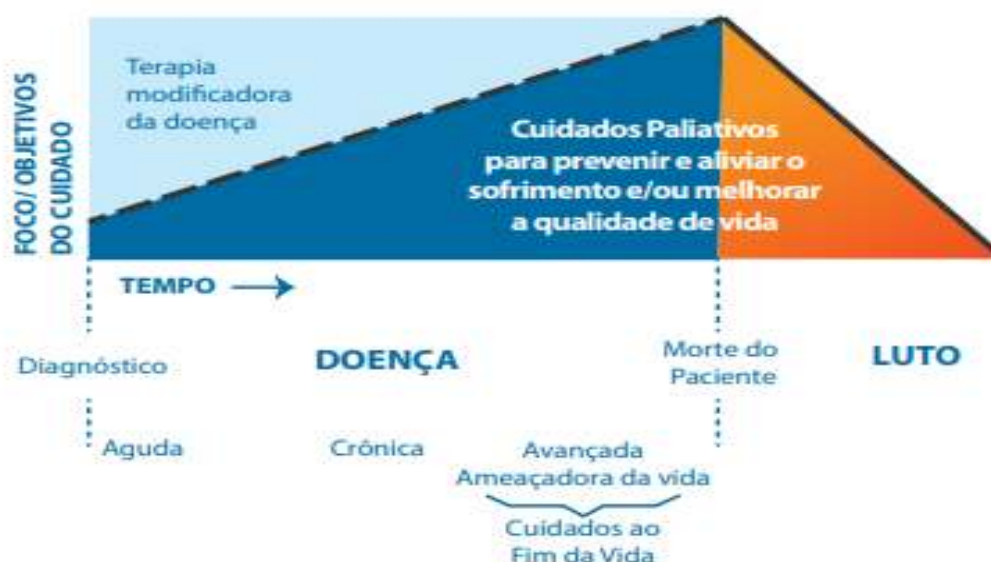 FOCO/ OBJETIVOS
DO CUIDADO
Terapia
modificadora
da doença
Cuidados Paliativos
para prevenir e aliviar o
sofrimento e/ou melhorar
a qualidade de vida
TEMPO
Diagnóstico
DOENÇA
Morte do
Paciente
LUTO
Aguda
Crônica
Avançada
Ameaçadora da vida
Cuidados ao
Fim da Vida